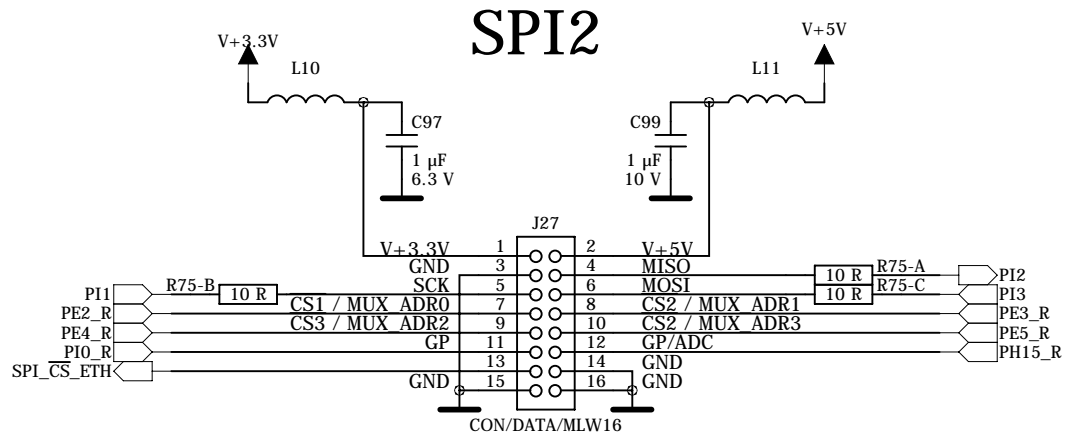 SPI2
V+3.3V
V+5V
L10
L11
C97
C99
1 µF
6.3 V
1 µF
10 V
J27
V+3.3V 1 2 V+5V
GND 3 4 MISO R75-A
10 R PI2
PI1 R75-B 10 R SCK 5 6 MOSI 10 R R75-C PI3
PE2_R CS1 / MUX_ADR0 7 8 CS2 / MUX_ADR1 PE3_R
PE4_R CS3 / MUX_ADR2 9 10 CS2 / MUX_ADR3 PE5_R
PI0_R GP 11 12 GP/ADC PH15_R
SPI_CS_ETH 13 14 GND
GND 15 16 GND
CON/DATA/MLW16